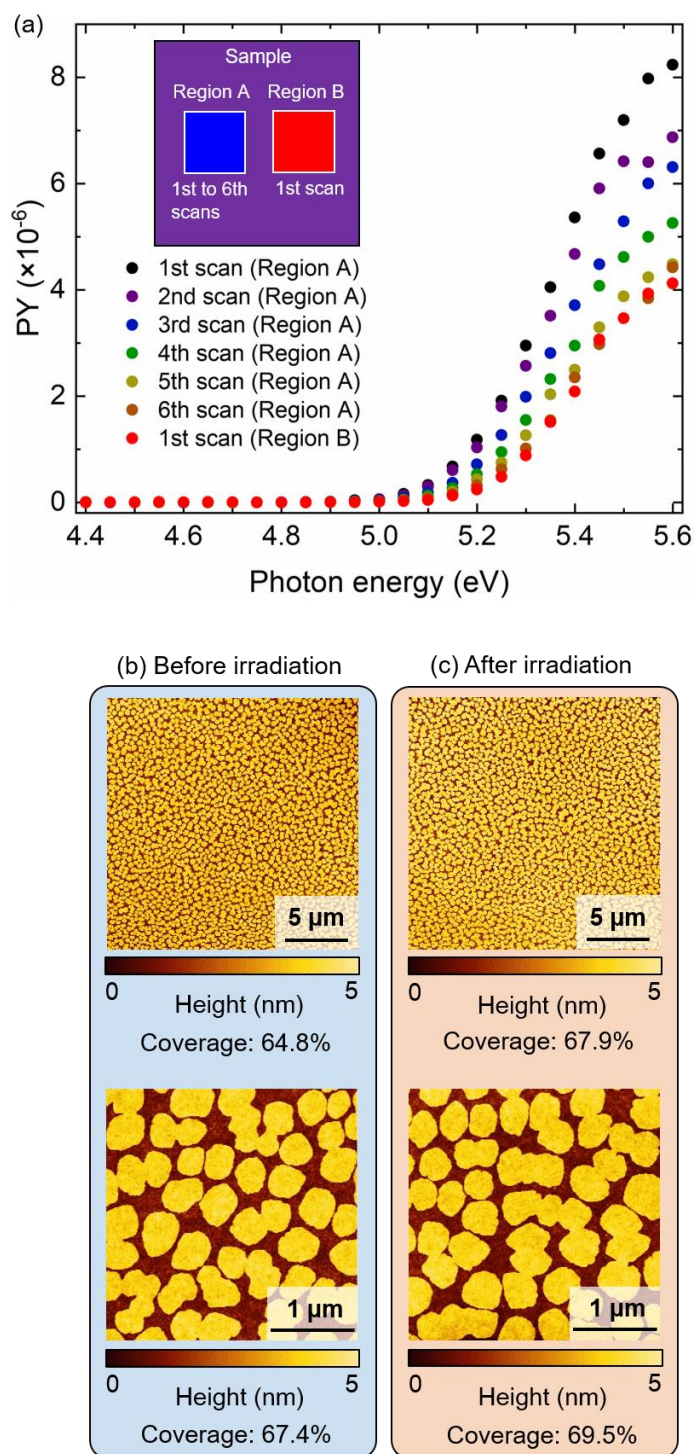 (a)
8
6
4
2
0
PY (×10⁻⁶)
Sample
Region A Region B
1st to 6th
scans
1st scan
1st scan (Region A)
2nd scan (Region A)
3rd scan (Region A)
4th scan (Region A)
5th scan (Region A)
6th scan (Region A)
1st scan (Region B)
4.4 4.6 4.8 5.0 5.2 5.4 5.6
Photon energy (eV)
(b) Before irradiation
5 µm
0 5
Height (nm)
Coverage: 64.8%
1 µm
0 5
Height (nm)
Coverage: 67.4%
(c) After irradiation
5 µm
0 5
Height (nm)
Coverage: 67.9%
1 µm
0 5
Height (nm)
Coverage: 69.5%